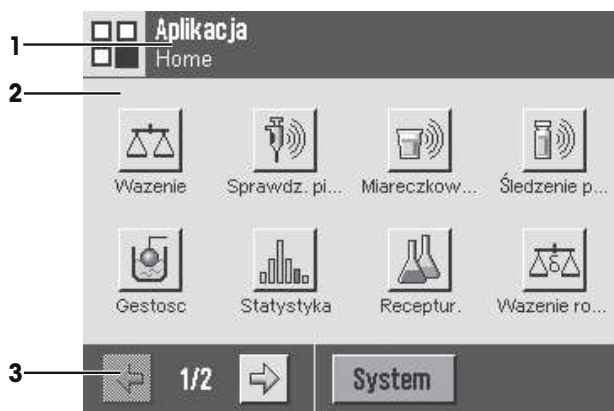 1
Aplikacja
Home
2
Wazenie Sprawdz. pi... Miareczkow... Śledzenie p...
Gestosc Statystyka Receptur. Wazenie ro...
3
1/2 System